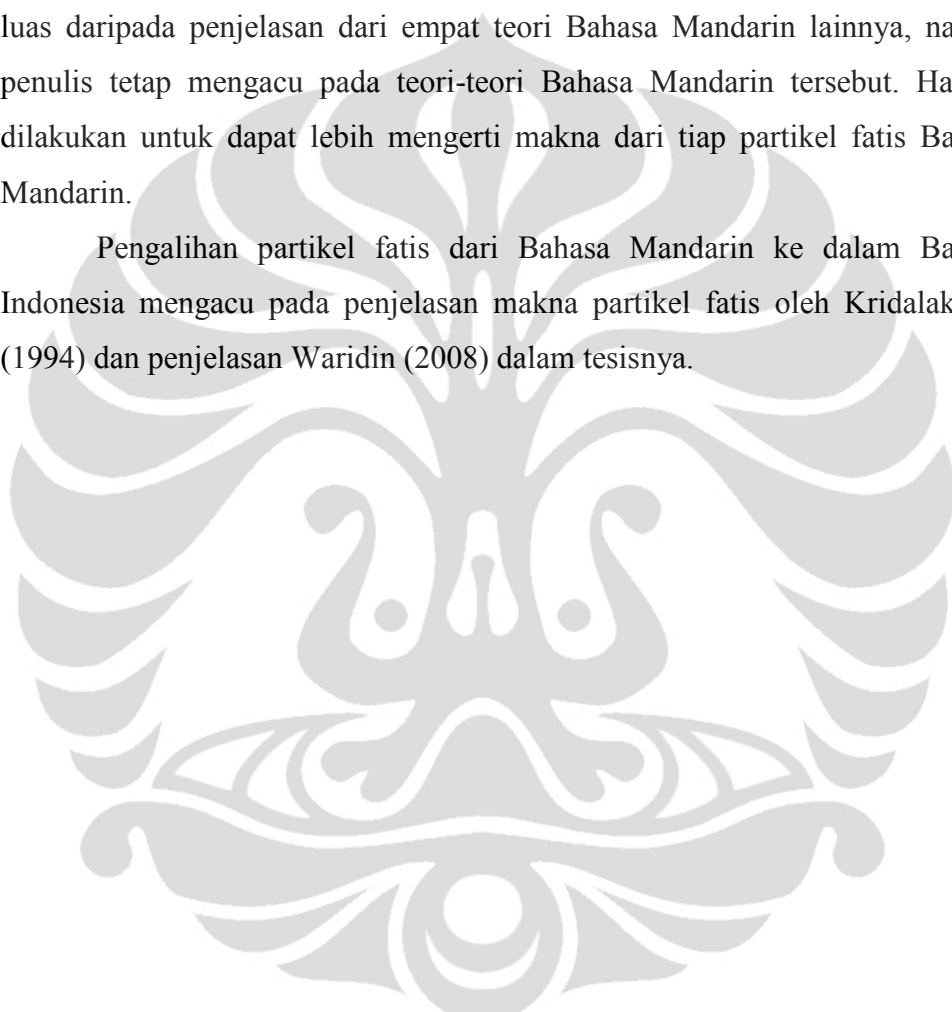 luas daripada penjelasan dari empat teori Bahasa Mandarin lainnya, na
penulis tetap mengacu pada teori-teori Bahasa Mandarin tersebut. Ha
dilakukan untuk dapat lebih mengerti makna dari tiap partikel fatis Ba
Mandarin.
Pengalihan partikel fatis dari Bahasa Mandarin ke dalam Ba
Indonesia mengacu pada penjelasan makna partikel fatis oleh Kridalak
(1994) dan penjelasan Waridin (2008) dalam tesisnya.